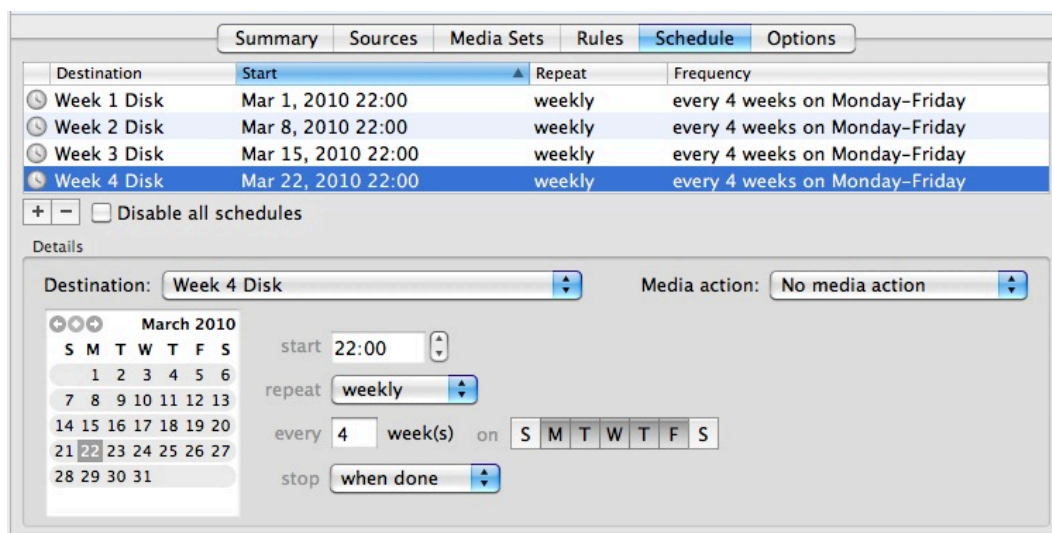 Summary Sources Media Sets Rules Schedule Options
Destination Start Repeat Frequency
Week 1 Disk Mar 1, 2010 22:00 weekly every 4 weeks on Monday-Friday
Week 2 Disk Mar 8, 2010 22:00 weekly every 4 weeks on Monday-Friday
Week 3 Disk Mar 15, 2010 22:00 weekly every 4 weeks on Monday-Friday
Week 4 Disk Mar 22, 2010 22:00 weekly every 4 weeks on Monday-Friday
+ − Disable all schedules
Details
Destination: Week 4 Disk Media action: No media action
March 2010
S M T W T F S
1 2 3 4 5 6
7 8 9 10 11 12 13
14 15 16 17 18 19 20
21 22 23 24 25 26 27
28 29 30 31
start 22:00
repeat weekly
every 4 week(s) on S M T W T F S
stop when done